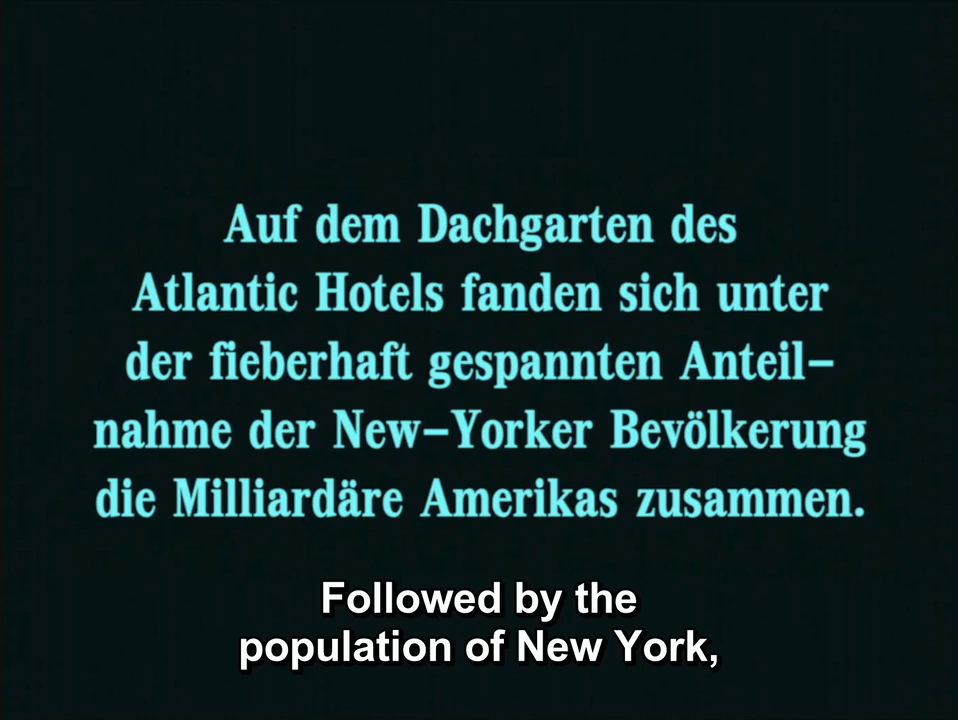 Auf dem Dachgarten des
Atlantic Hotels fanden sich unter
der fieberhaft gespannten Anteil-
nahme der New-Yorker Bevölkerung
die Milliardäre Amerikas zusammen.
Followed by the
population of New York,